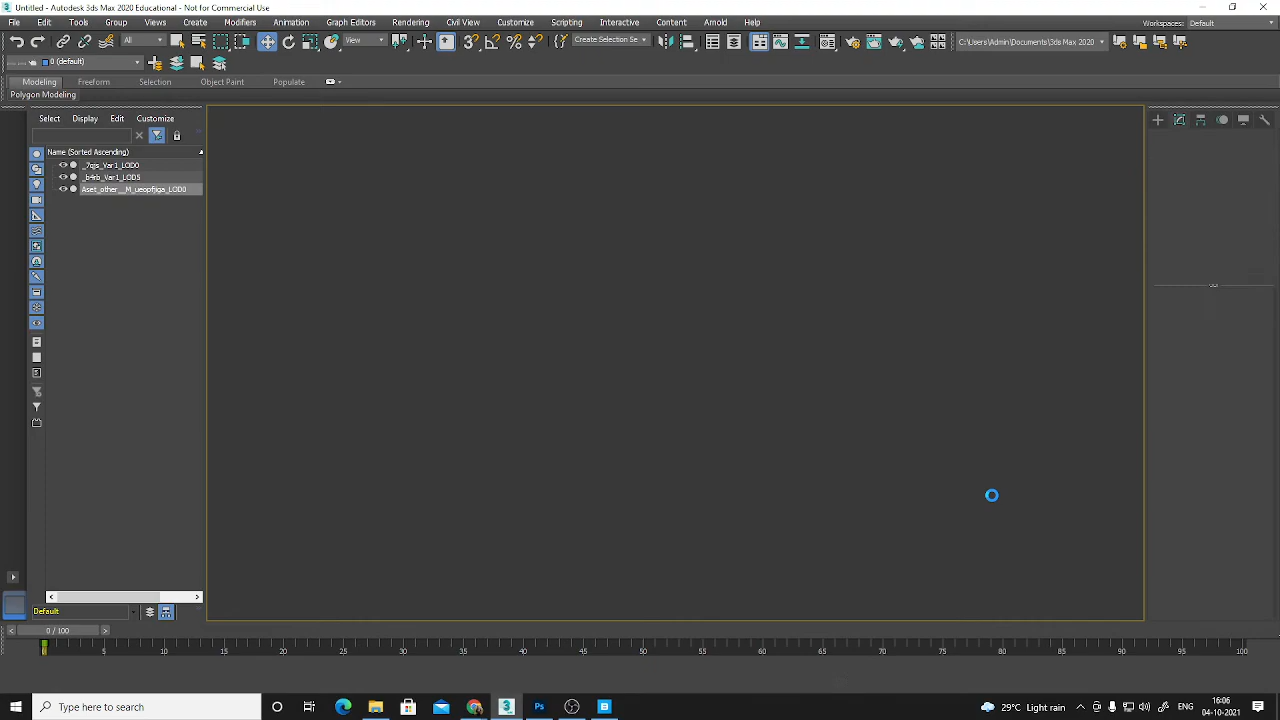 Untitled - Autodesk 3ds Max 2020 Educational - Not for Commercial Use
File Edit Tools Group Views Create Modifiers Animation Graph Editors Rendering Civil View Customize Scripting Interactive Content Arnold Help
Workspaces: Default
All View Create Selection Se C:\Users\Admin\Documents\3ds Max 2020
0 (default)
Modeling Freeform Selection Object Paint Populate
Polygon Modeling
Select Display Edit Customize
Name (Sorted Ascending)
_b4rb_Var1_LOD5
Default
0 / 100
0 5 10 15 20 25 30 35 40 45 50 55 60 65 70 75 80 85 90 95 100
Type here to search
29°C Light rain
ENG
16:06
04-10-2021